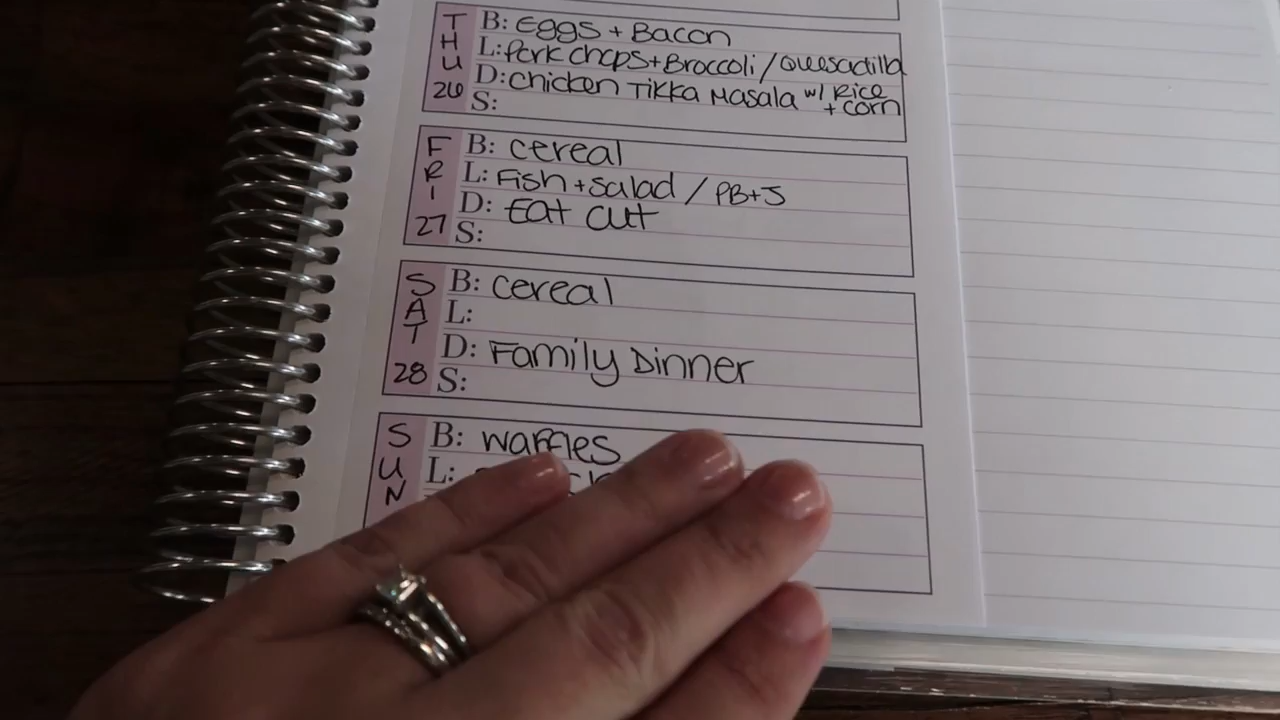 THU 26
B: Eggs + Bacon
L: Pork chops + Broccoli / Quesadilla
D: Chicken Tikka Masala w/ Rice + corn
S:
FRI 27
B: cereal
L: Fish + salad / PB+J
D: Eat out
S:
SAT 28
B: cereal
L:
D: Family Dinner
S:
SUN
B: waffles
L: